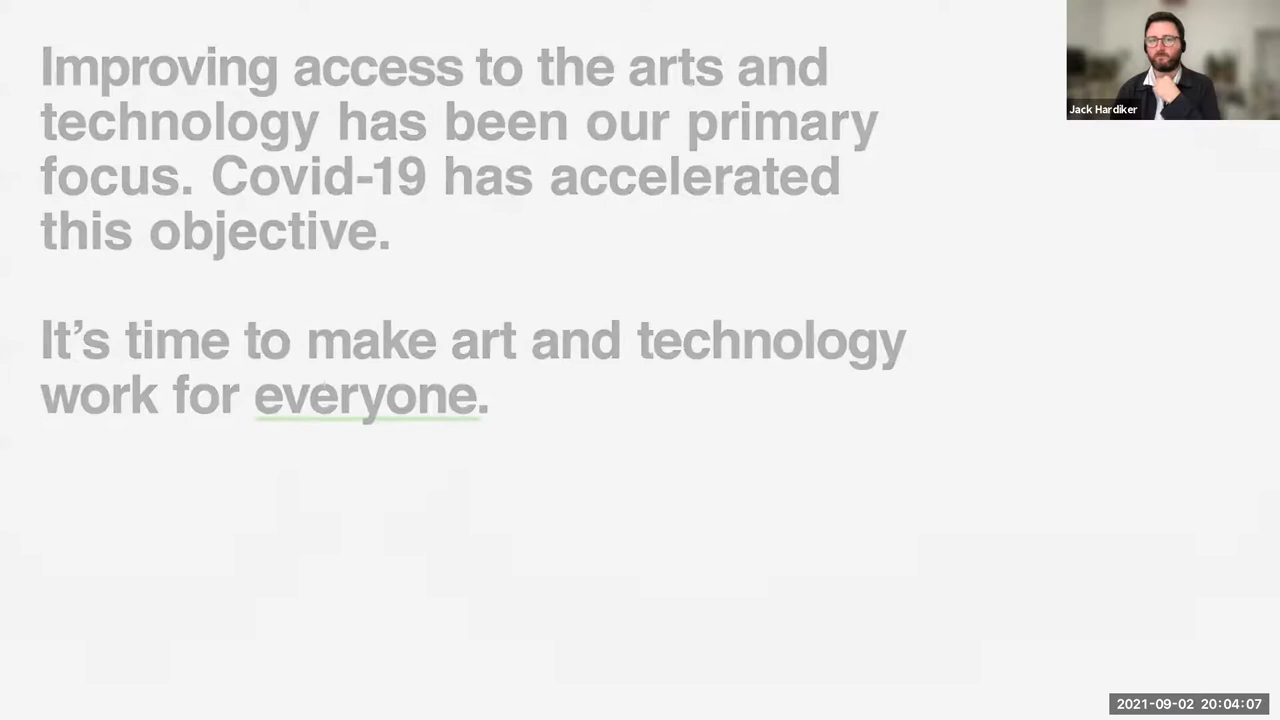 Improving access to the arts and
technology has been our primary
focus. Covid-19 has accelerated
this objective.
It’s time to make art and technology
work for everyone.
Jack Hardiker
2021-09-02 20:04:07